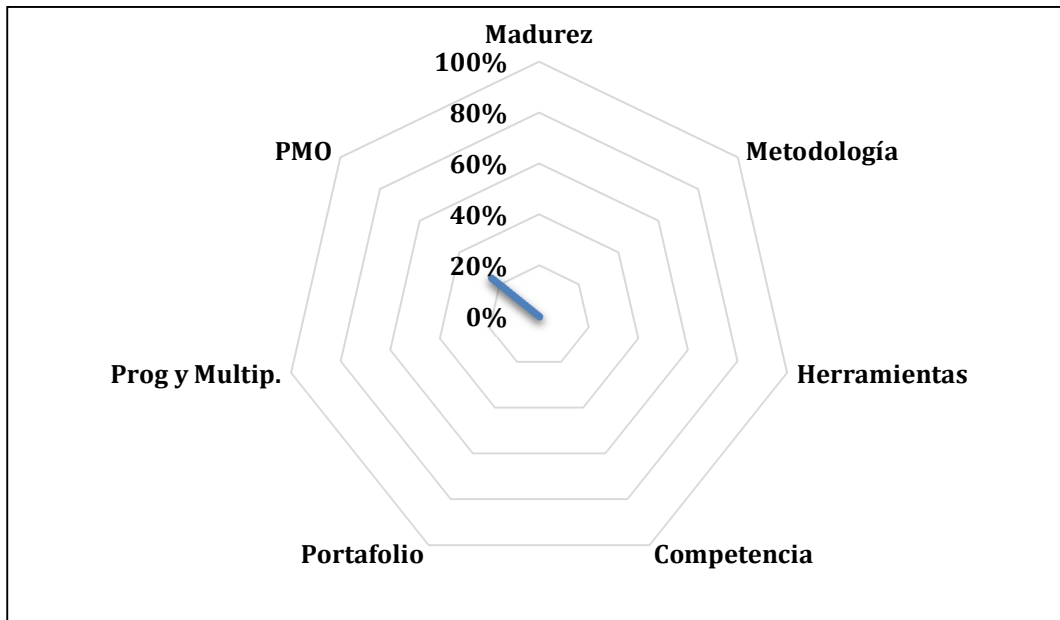 Madurez
100%
80%
60%
40%
20%
0%
Metodología
Herramientas
Competencia
Portafolio
Prog y Multip.
PMO